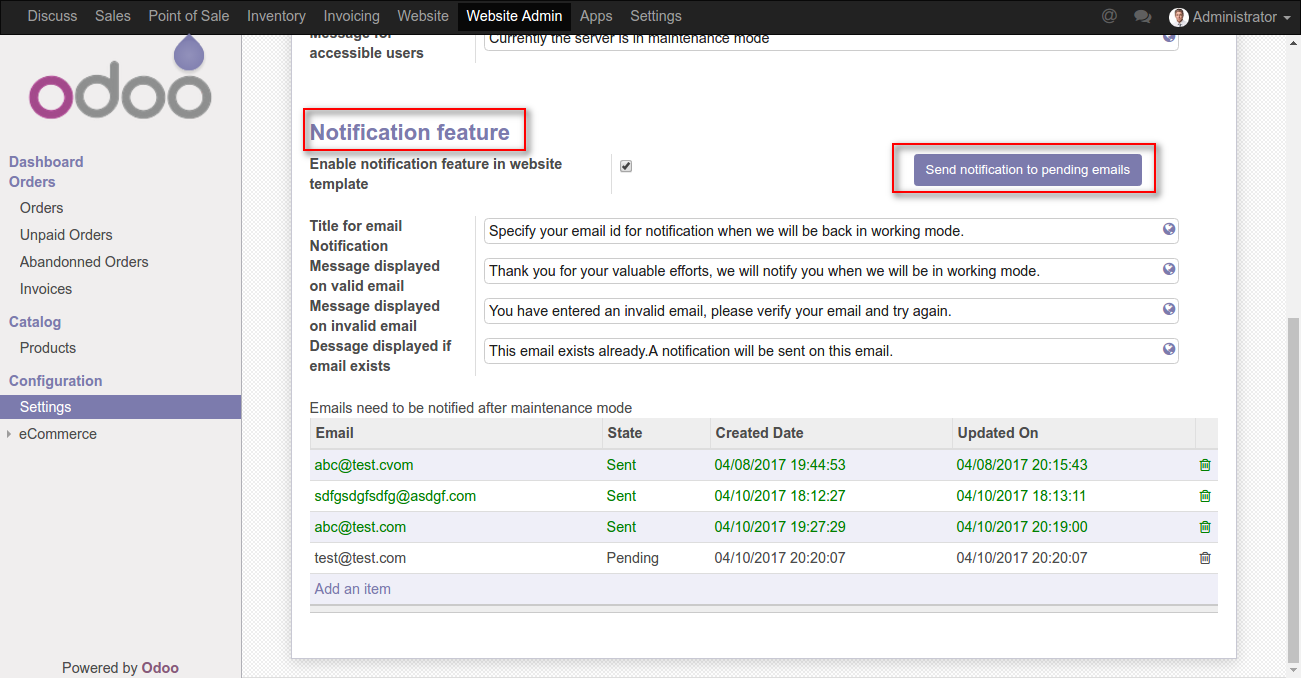 Discuss Sales Point of Sale Inventory Invoicing Website Website Admin Apps Settings @ Administrator
odoo
Dashboard
Orders
Orders
Unpaid Orders
Abandonned Orders
Invoices
Catalog
Products
Configuration
Settings
eCommerce
Powered by Odoo
Message for
accessible users
Currently the server is in maintenance mode
Notification feature
Enable notification feature in website
template
Send notification to pending emails
Title for email
Notification
Specify your email id for notification when we will be back in working mode.
Message displayed
on valid email
Thank you for your valuable efforts, we will notify you when we will be in working mode.
Message displayed
on invalid email
You have entered an invalid email, please verify your email and try again.
Dessage displayed if
email exists
This email exists already.A notification will be sent on this email.
Emails need to be notified after maintenance mode
Email State Created Date Updated On
abc@test.cvom Sent 04/08/2017 19:44:53 04/08/2017 20:15:43
sdfgsdgfsdfg@asdgf.com Sent 04/10/2017 18:12:27 04/10/2017 18:13:11
abc@test.com Sent 04/10/2017 19:27:29 04/10/2017 20:19:00
test@test.com Pending 04/10/2017 20:20:07 04/10/2017 20:20:07
Add an item